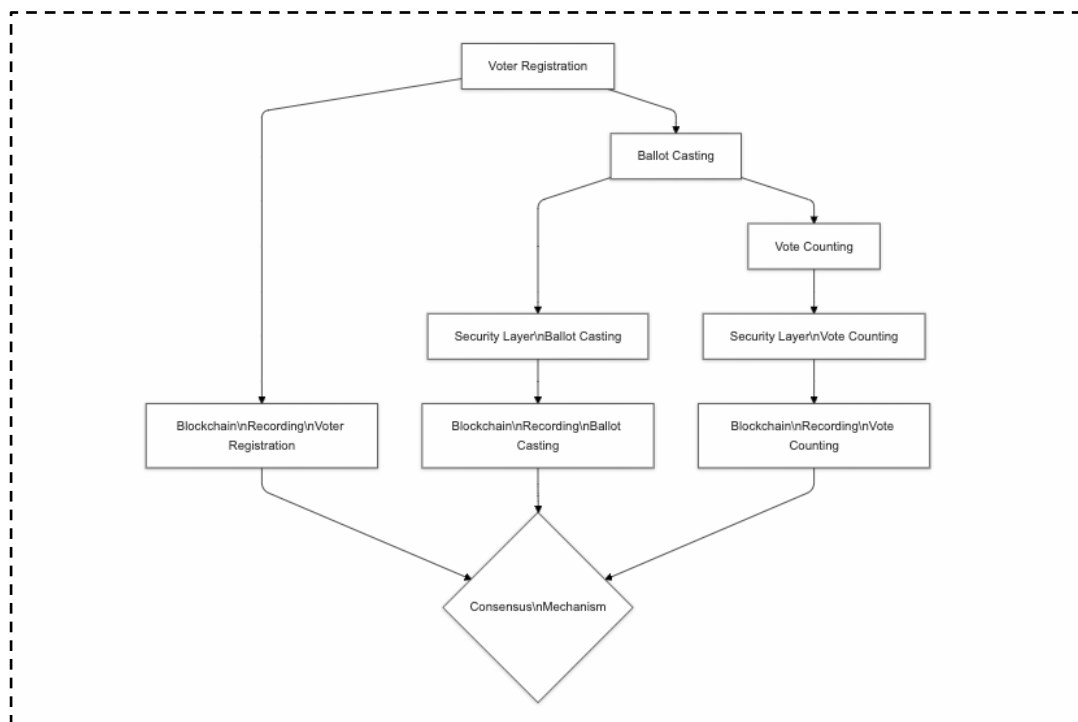 Voter Registration
Ballot Casting
Vote Counting
Security Layer\nBallot Casting
Security Layer\nVote Counting
Blockchain\nRecording\nVoter
Registration
Blockchain\nRecording\nBallot
Casting
Blockchain\nRecording\nVote
Counting
Consensus\nMechanism